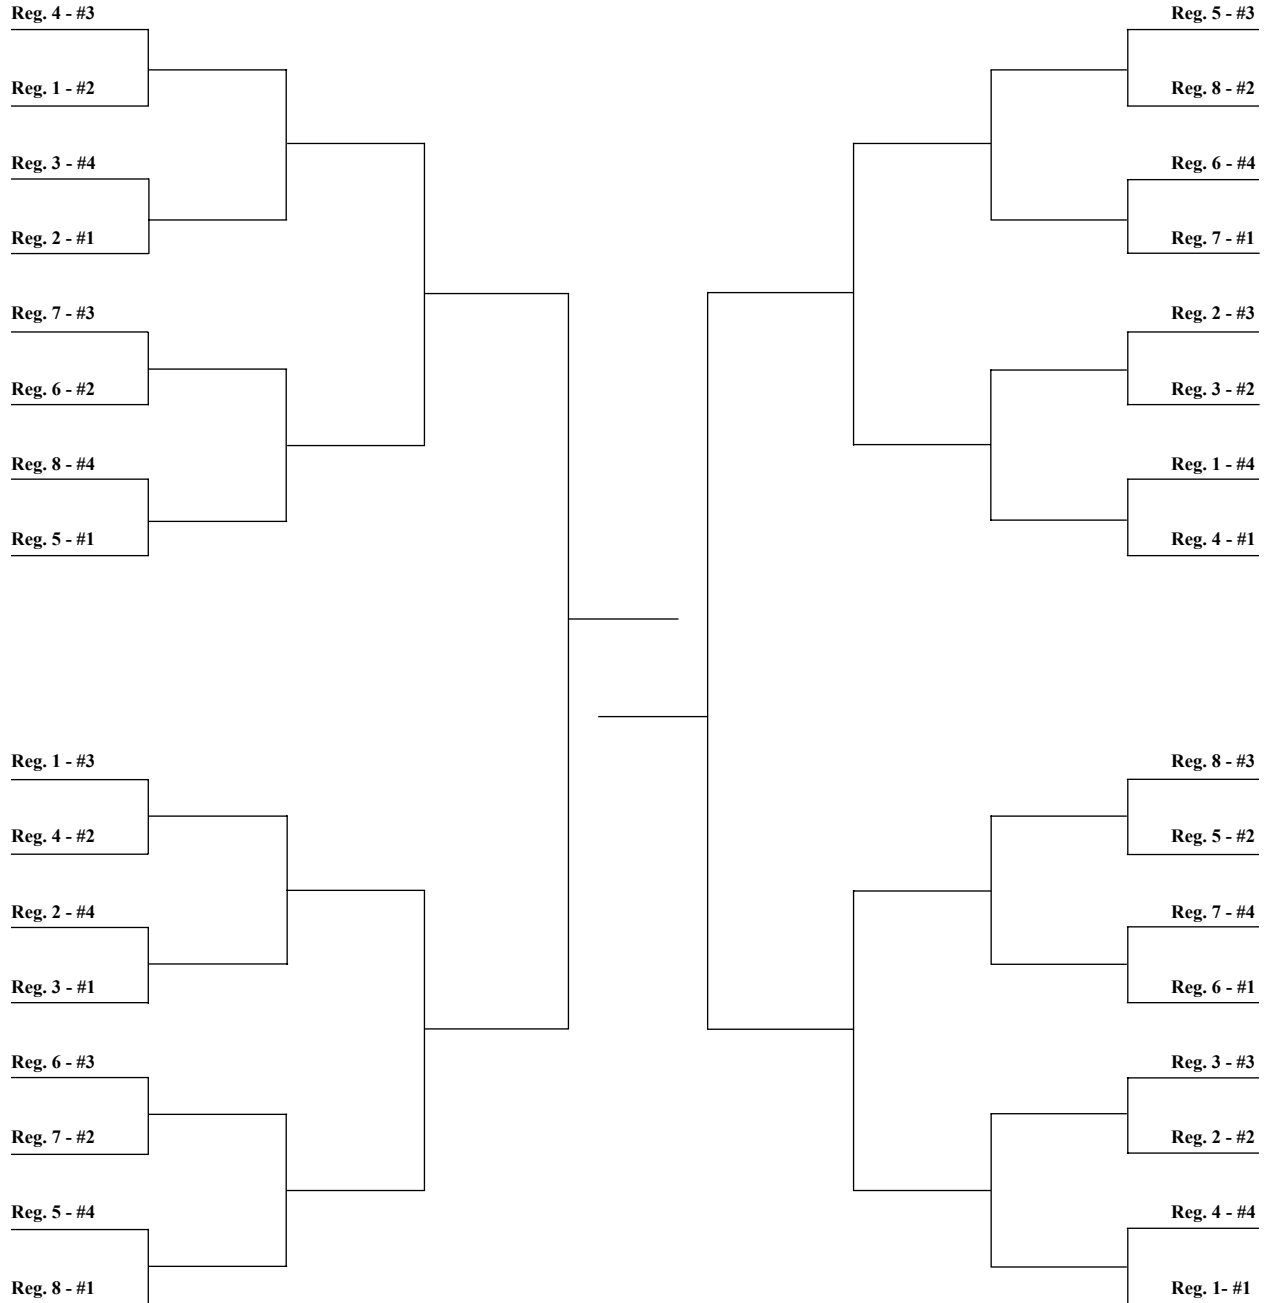 Reg. 4 - #3
Reg. 1 - #2
Reg. 3 - #4
Reg. 2 - #1
Reg. 7 - #3
Reg. 6 - #2
Reg. 8 - #4
Reg. 5 - #1
Reg. 1 - #3
Reg. 4 - #2
Reg. 2 - #4
Reg. 3 - #1
Reg. 6 - #3
Reg. 7 - #2
Reg. 5 - #4
Reg. 8 - #1
Reg. 5 - #3
Reg. 8 - #2
Reg. 6 - #4
Reg. 7 - #1
Reg. 2 - #3
Reg. 3 - #2
Reg. 1 - #4
Reg. 4 - #1
Reg. 8 - #3
Reg. 5 - #2
Reg. 7 - #4
Reg. 6 - #1
Reg. 3 - #3
Reg. 2 - #2
Reg. 4 - #4
Reg. 1- #1